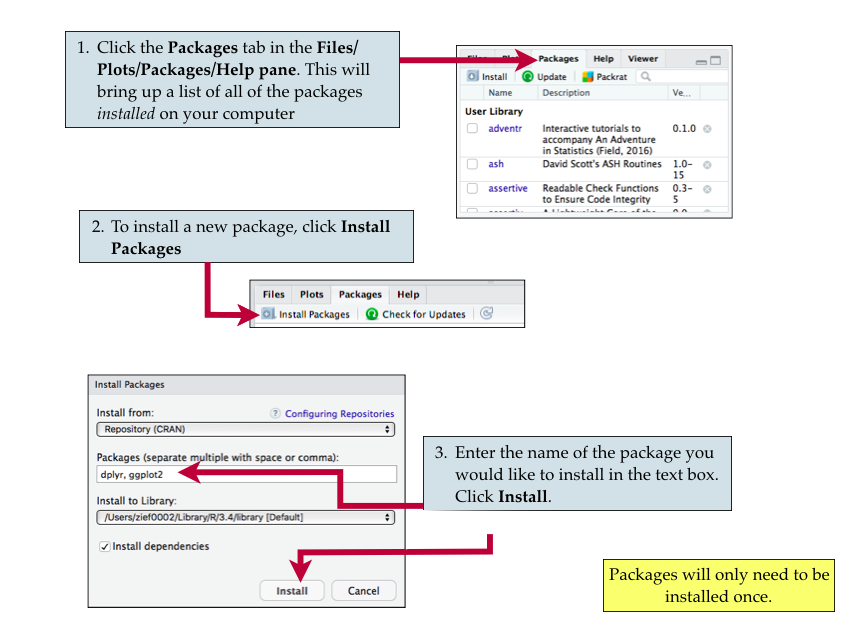 1. Click the Packages tab in the Files/
Plots/Packages/Help pane. This will
bring up a list of all of the packages
installed on your computer
Packages Help Viewer
Install Update Packrat
Name Description Ve...
User Library
adventr Interactive tutorials to 0.1.0
accompany An Adventure
in Statistics (Field, 2016)
ash David Scott's ASH Routines 1.0-
15
assertive Readable Check Functions 0.3-
to Ensure Code Integrity 5
2. To install a new package, click Install
Packages
Files Plots Packages Help
Install Packages Check for Updates
Install Packages
Install from: ? Configuring Repositories
Repository (CRAN)
Packages (separate multiple with space or comma):
dplyr, ggplot2
Install to Library:
/Users/zief0002/Library/R/3.4/library [Default]
Install dependencies
Install Cancel
3. Enter the name of the package you
would like to install in the text box.
Click Install.
Packages will only need to be
installed once.